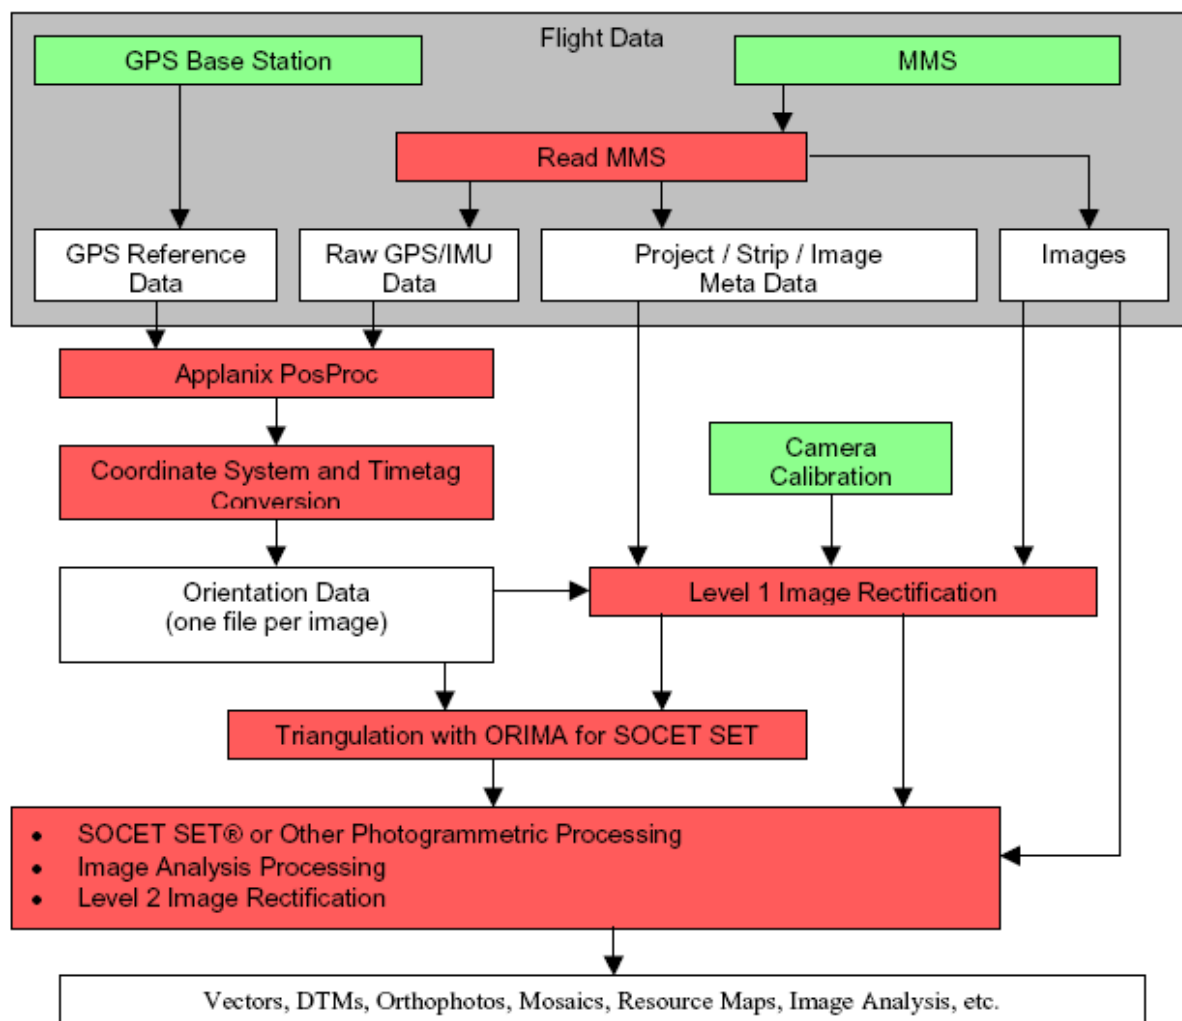 Flight Data
GPS Base Station
MMS
Read MMS
GPS Reference
Data
Raw GPS/IMU
Data
Project / Strip / Image
Meta Data
Images
Applanix PosProc
Camera
Calibration
Coordinate System and Timetag
Conversion
Orientation Data
(one file per image)
Level 1 Image Rectification
Triangulation with ORIMA for SOCET SET
• SOCET SET® or Other Photogrammetric Processing
• Image Analysis Processing
• Level 2 Image Rectification
Vectors, DTMs, Orthophotos, Mosaics, Resource Maps, Image Analysis, etc.